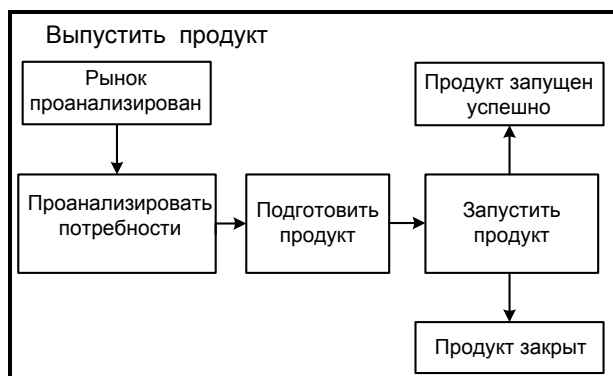 Выпустить продукт
Рынок
проанализирован
Продукт запущен
успешно
Проанализировать
потребности
Подготовить
продукт
Запустить
продукт
Продукт закрыт